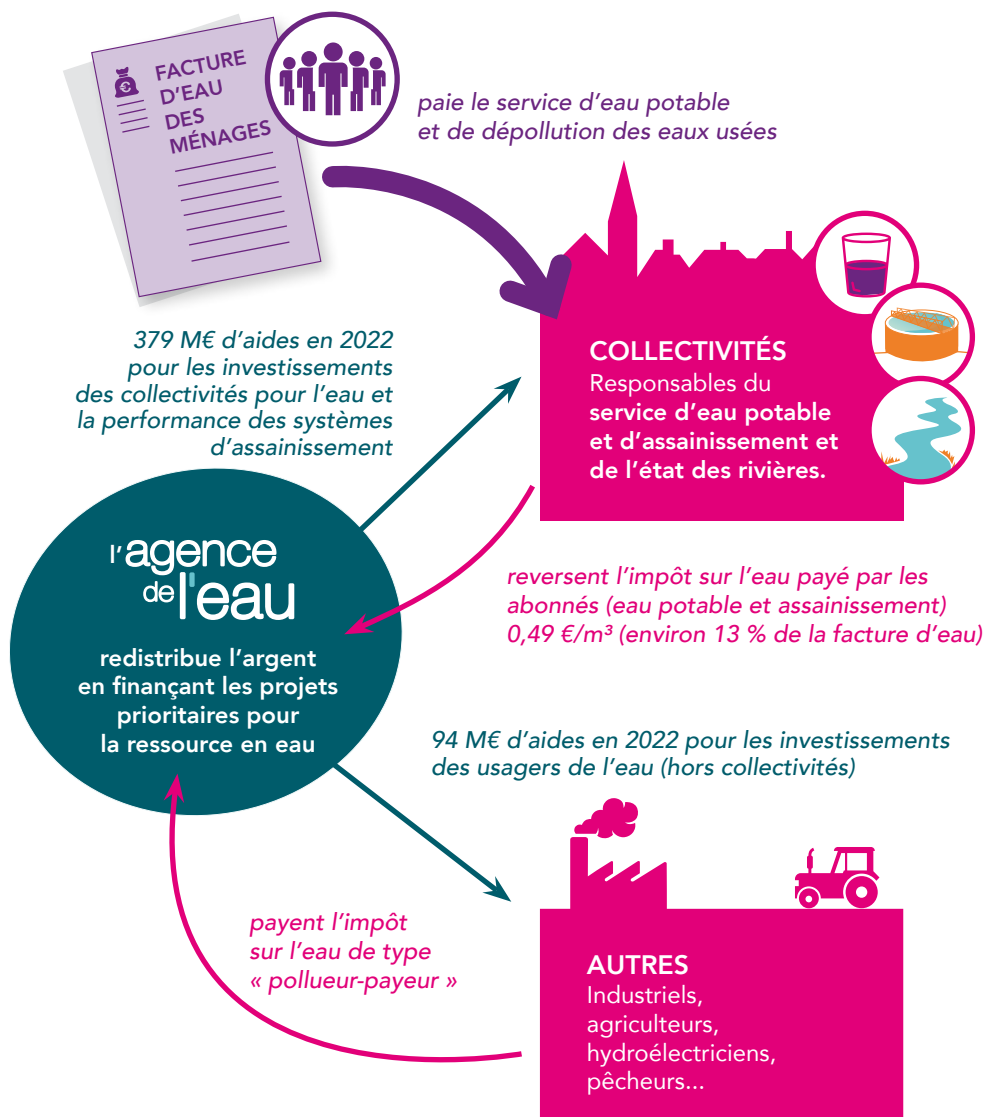 FACTURE
D'EAU
DES
MÉNAGES
€
paie le service d'eau potable
et de dépollution des eaux usées
379 M€ d'aides en 2022
pour les investissements
des collectivités pour l'eau et
la performance des systèmes
d'assainissement
COLLECTIVITÉS
Responsables du
service d'eau potable
et d'assainissement et
de l'état des rivières.
l'agence
de l'eau
redistribue l'argent
en finançant les projets
prioritaires pour
la ressource en eau
reversent l'impôt sur l'eau payé par les
abonnés (eau potable et assainissement)
0,49 €/m³ (environ 13 % de la facture d'eau)
94 M€ d'aides en 2022 pour les investissements
des usagers de l'eau (hors collectivités)
payent l'impôt
sur l'eau de type
« pollueur-payeur »
AUTRES
Industriels,
agriculteurs,
hydroélectriciens,
pêcheurs...